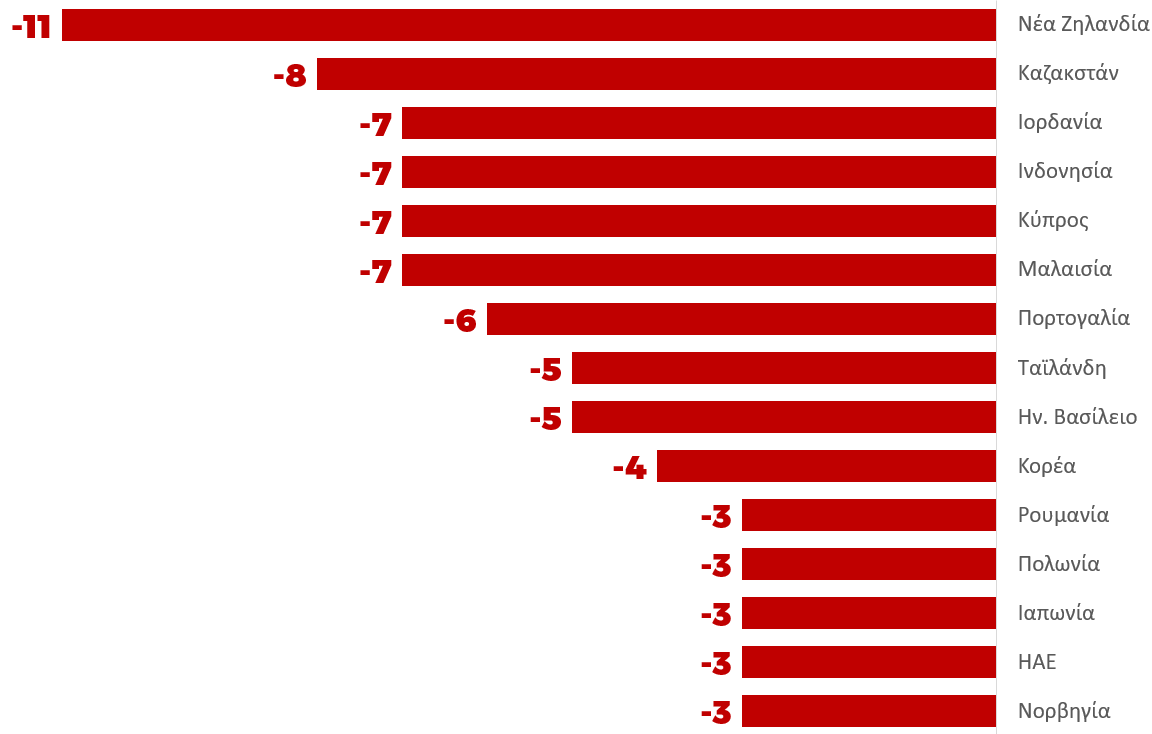 -11 Νέα Ζηλανδία
-8 Καζακστάν
-7 Ιορδανία
-7 Ινδονησία
-7 Κύπρος
-7 Μαλαισία
-6 Πορτογαλία
-5 Ταϊλάνδη
-5 Ην. Βασίλειο
-4 Κορέα
-3 Ρουμανία
-3 Πολωνία
-3 Ιαπωνία
-3 ΗΑΕ
-3 Νορβηγία